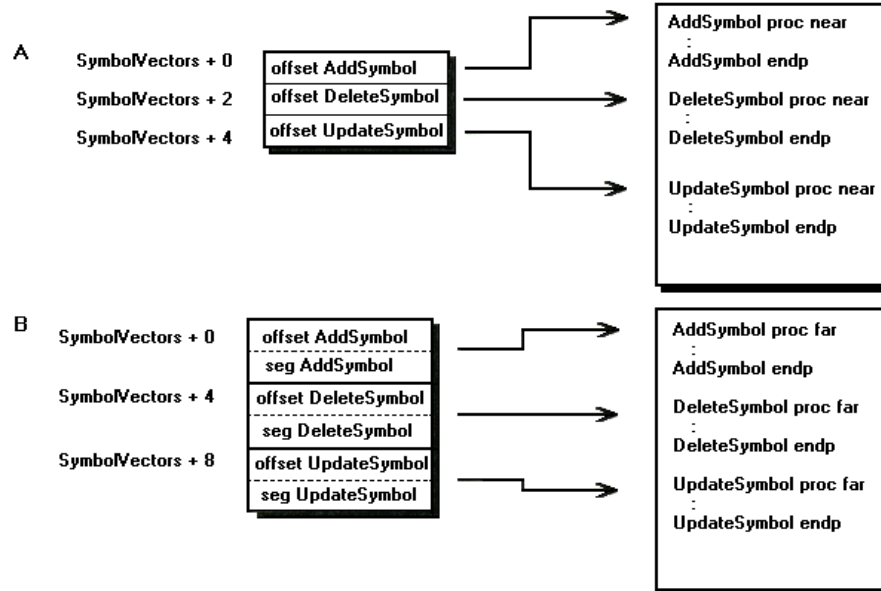 A
SymbolVectors + 0
SymbolVectors + 2
SymbolVectors + 4
offset AddSymbol
offset DeleteSymbol
offset UpdateSymbol
AddSymbol proc near
:
AddSymbol endp
DeleteSymbol proc near
:
DeleteSymbol endp
UpdateSymbol proc near
:
UpdateSymbol endp
B
SymbolVectors + 0
SymbolVectors + 4
SymbolVectors + 8
offset AddSymbol
seg AddSymbol
offset DeleteSymbol
seg DeleteSymbol
offset UpdateSymbol
seg UpdateSymbol
AddSymbol proc far
:
AddSymbol endp
DeleteSymbol proc far
:
DeleteSymbol endp
UpdateSymbol proc far
:
UpdateSymbol endp